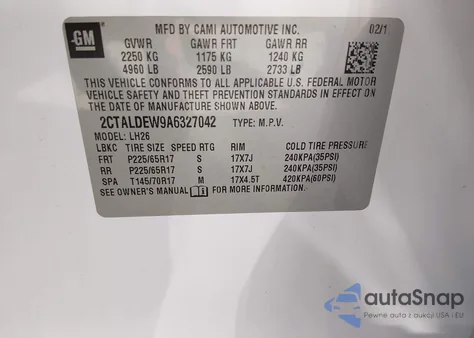 GM
MFD BY CAMI AUTOMOTIVE INC.
02/1
GVWR GAWR FRT GAWR RR
2250 KG 1175 KG 1240 KG
4960 LB 2590 LB 2733 LB
THIS VEHICLE CONFORMS TO ALL APPLICABLE U.S. FEDERAL MOTOR
VEHICLE SAFETY AND THEFT PREVENTION STANDARDS IN EFFECT ON
THE DATE OF MANUFACTURE SHOWN ABOVE.
2CTALDEW9A6327042 TYPE: M.P.V.
MODEL: LH26
LBKC TIRE SIZE SPEED RTG RIM COLD TIRE PRESSURE
FRT P225/65R17 S 17X7J 240KPA(35PSI)
RR P225/65R17 S 17X7J 240KPA(35PSI)
SPA T145/70R17 M 17X4.5T 420KPA(60PSI)
SEE OWNER'S MANUAL FOR MORE INFORMATION
autoSnap
Pewne auto z aukcji USA i EU